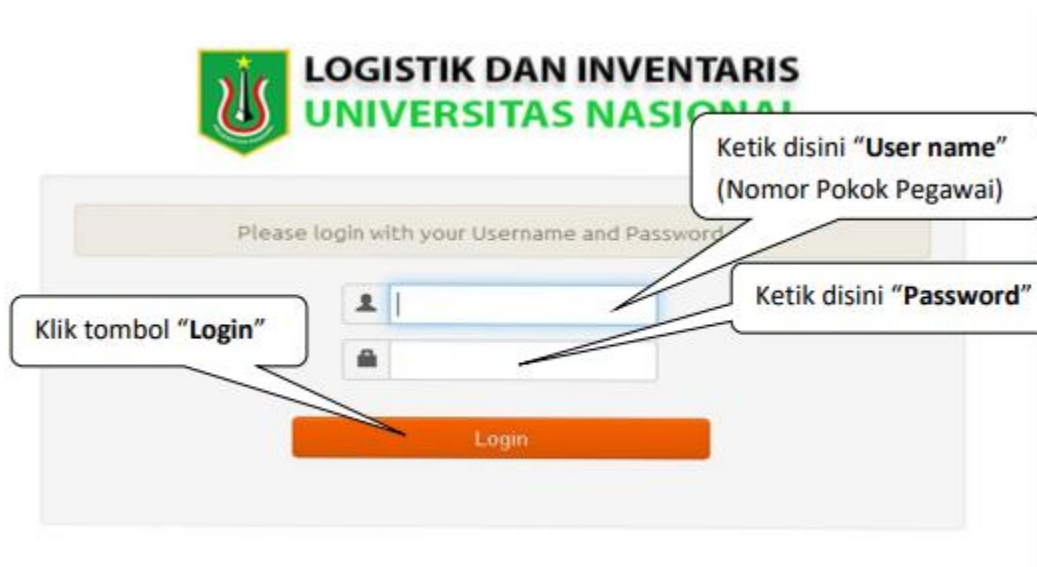 LOGISTIK DAN INVENTARIS
UNIVERSITAS NASIONAL
Ketik disini “User name”
(Nomor Pokok Pegawai)
Please login with your Username and Password
Ketik disini “Password”
Klik tombol “Login”
Login